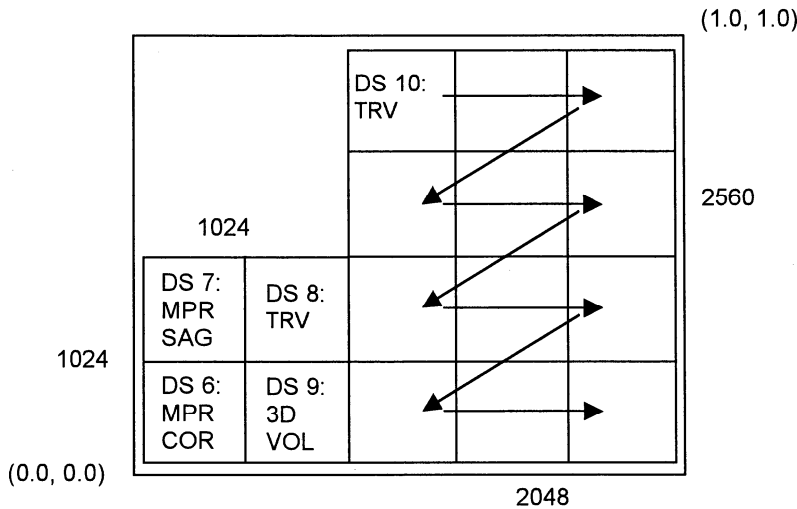 (1.0, 1.0)
DS 10:
TRV
2560
1024
DS 7:
MPR
SAG
DS 8:
TRV
1024
DS 6:
MPR
COR
DS 9:
3D
VOL
(0.0, 0.0)
2048